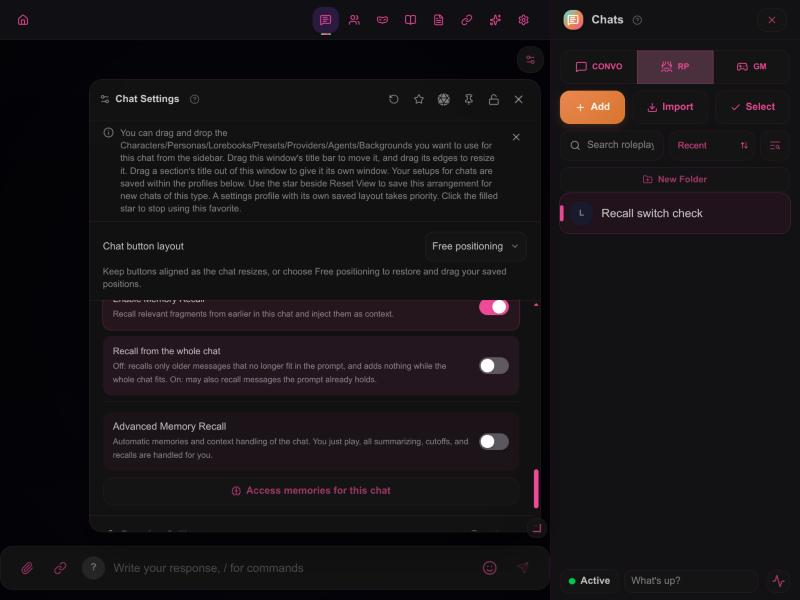 Chats
CONVO
RP
GM
Add
Import
Select
Search roleplay
Recent
New Folder
L
Recall switch check
Chat Settings
You can drag and drop the
Characters/Personas/Lorebooks/Presets/Providers/Agents/Backgrounds you want to use for
this chat from the sidebar. Drag this window's title bar to move it, and drag its edges to resize
it. Drag a section's title out of this window to give it its own window. Your setups for chats are
saved within the profiles below. Use the star beside Reset View to save this arrangement for
new chats of this type. A settings profile with its own saved layout takes priority. Click the filled
star to stop using this favorite.
Chat button layout
Free positioning
Keep buttons aligned as the chat resizes, or choose Free positioning to restore and drag your saved
positions.
Enable Memory Recall
Recall relevant fragments from earlier in this chat and inject them as context.
Recall from the whole chat
Off: recalls only older messages that no longer fit in the prompt, and adds nothing while the
whole chat fits. On: may also recall messages the prompt already holds.
Advanced Memory Recall
Automatic memories and context handling of the chat. You just play, all summarizing, cutoffs, and
recalls are handled for you.
Access memories for this chat
?
Write your response, / for commands
Active
What's up?